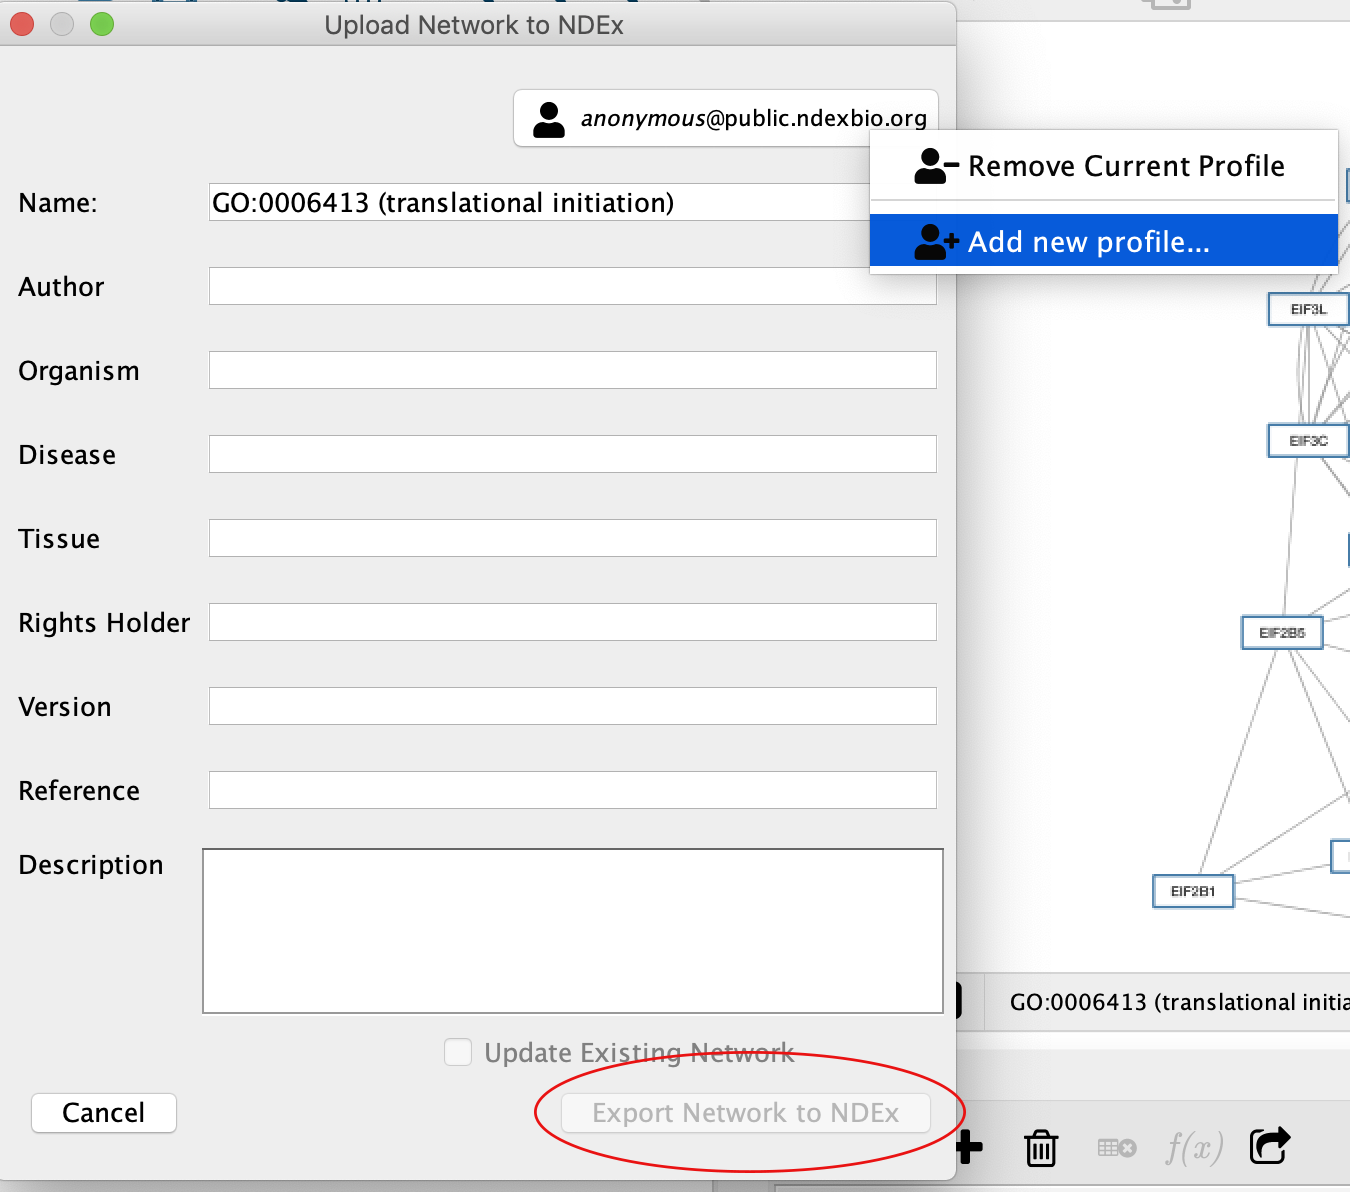 Upload Network to NDEx
anonymous@public.ndexbio.org
Remove Current Profile
Add new profile...
Name:
GO:0006413 (translational initiation)
Author
Organism
Disease
Tissue
Rights Holder
Version
Reference
Description
Update Existing Network
Cancel
Export Network to NDEx
EIF3L
EIF3C
EIF2B5
EIF2B1
GO:0006413 (translational initia
f(x)